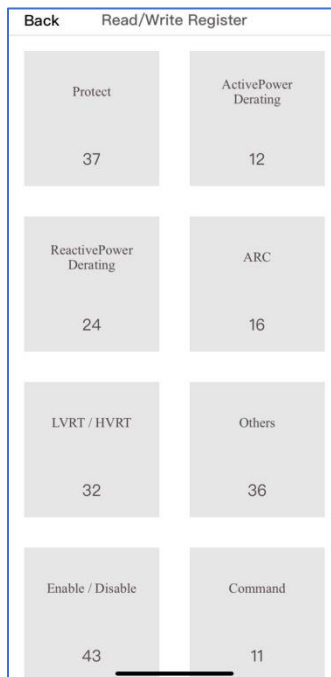 Back Read/Write Register
Protect
37
ActivePower
Derating
12
ReactivePower
Derating
24
ARC
16
LVRT / HVRT
32
Others
36
Enable / Disable
43
Command
11